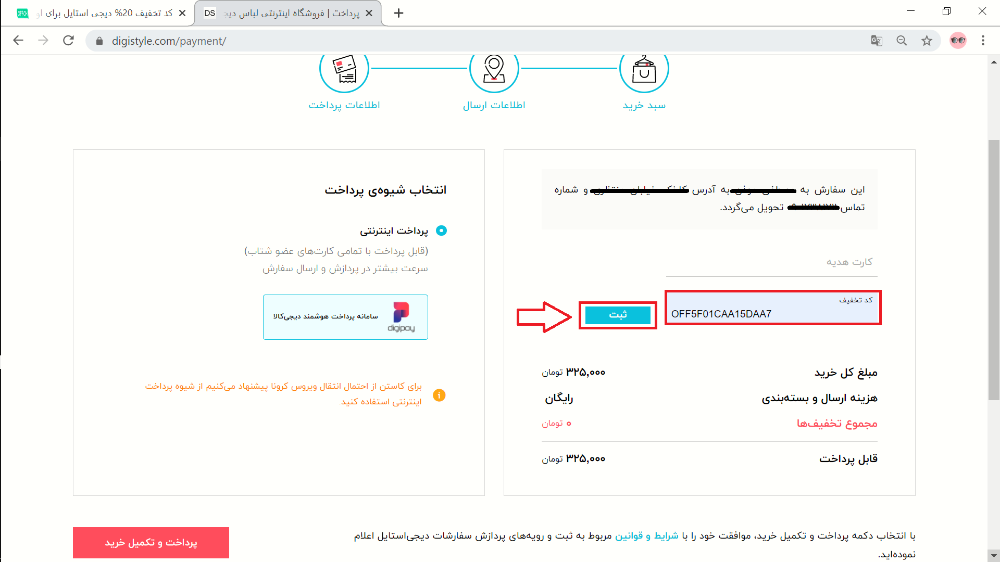 کد تخفیف 20% دیجی استایل برای او
DS پرداخت | فروشگاه اینترنتی لباس دیج
digistyle.com/payment/
سبد خرید
اطلاعات ارسال
اطلاعات پرداخت
این سفارش به به آدرس و شماره
تماس تحویل می‌گردد.
کارت هدیه
کد تخفیف
OFF5F01CAA15DAA7
ثبت
مبلغ کل خرید ۳۲۵,۰۰۰ تومان
هزینه ارسال و بسته‌بندی رایگان
مجموع تخفیف‌ها ۰ تومان
قابل پرداخت ۳۲۵,۰۰۰ تومان
انتخاب شیوه‌ی پرداخت
پرداخت اینترنتی
(قابل پرداخت با تمامی کارت‌های عضو شتاب)
سرعت بیشتر در پردازش و ارسال سفارش
سامانه پرداخت هوشمند دیجی‌کالا
digipay
برای کاستن از احتمال انتقال ویروس کرونا پیشنهاد می‌کنیم از شیوه پرداخت
اینترنتی استفاده کنید.
با انتخاب دکمه پرداخت و تکمیل خرید، موافقت خود را با شرایط و قوانین مربوط به ثبت و رویه‌های پردازش سفارشات دیجی‌استایل اعلام
نموده‌اید.
پرداخت و تکمیل خرید